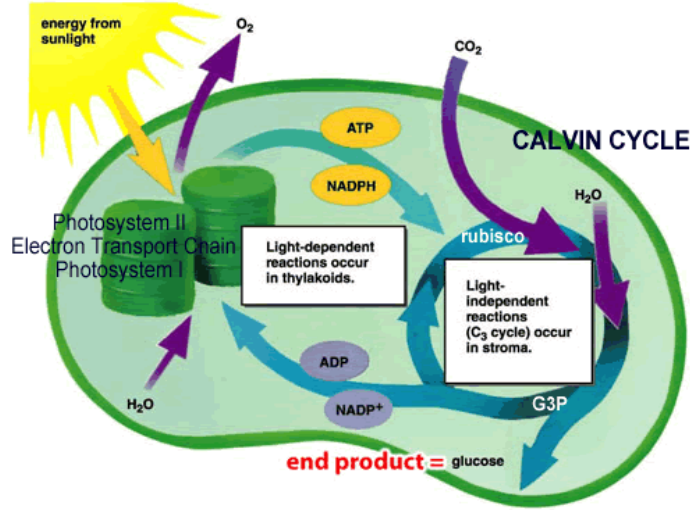 energy from
sunlight
O₂
CO₂
ATP
CALVIN CYCLE
NADPH
H₂O
Photosystem II
Electron Transport Chain
Photosystem I
rubisco
Light-dependent
reactions occur
in thylakoids.
Light-
independent
reactions
(C₃ cycle) occur
in stroma.
ADP
H₂O
NADP⁺
G3P
end product = glucose